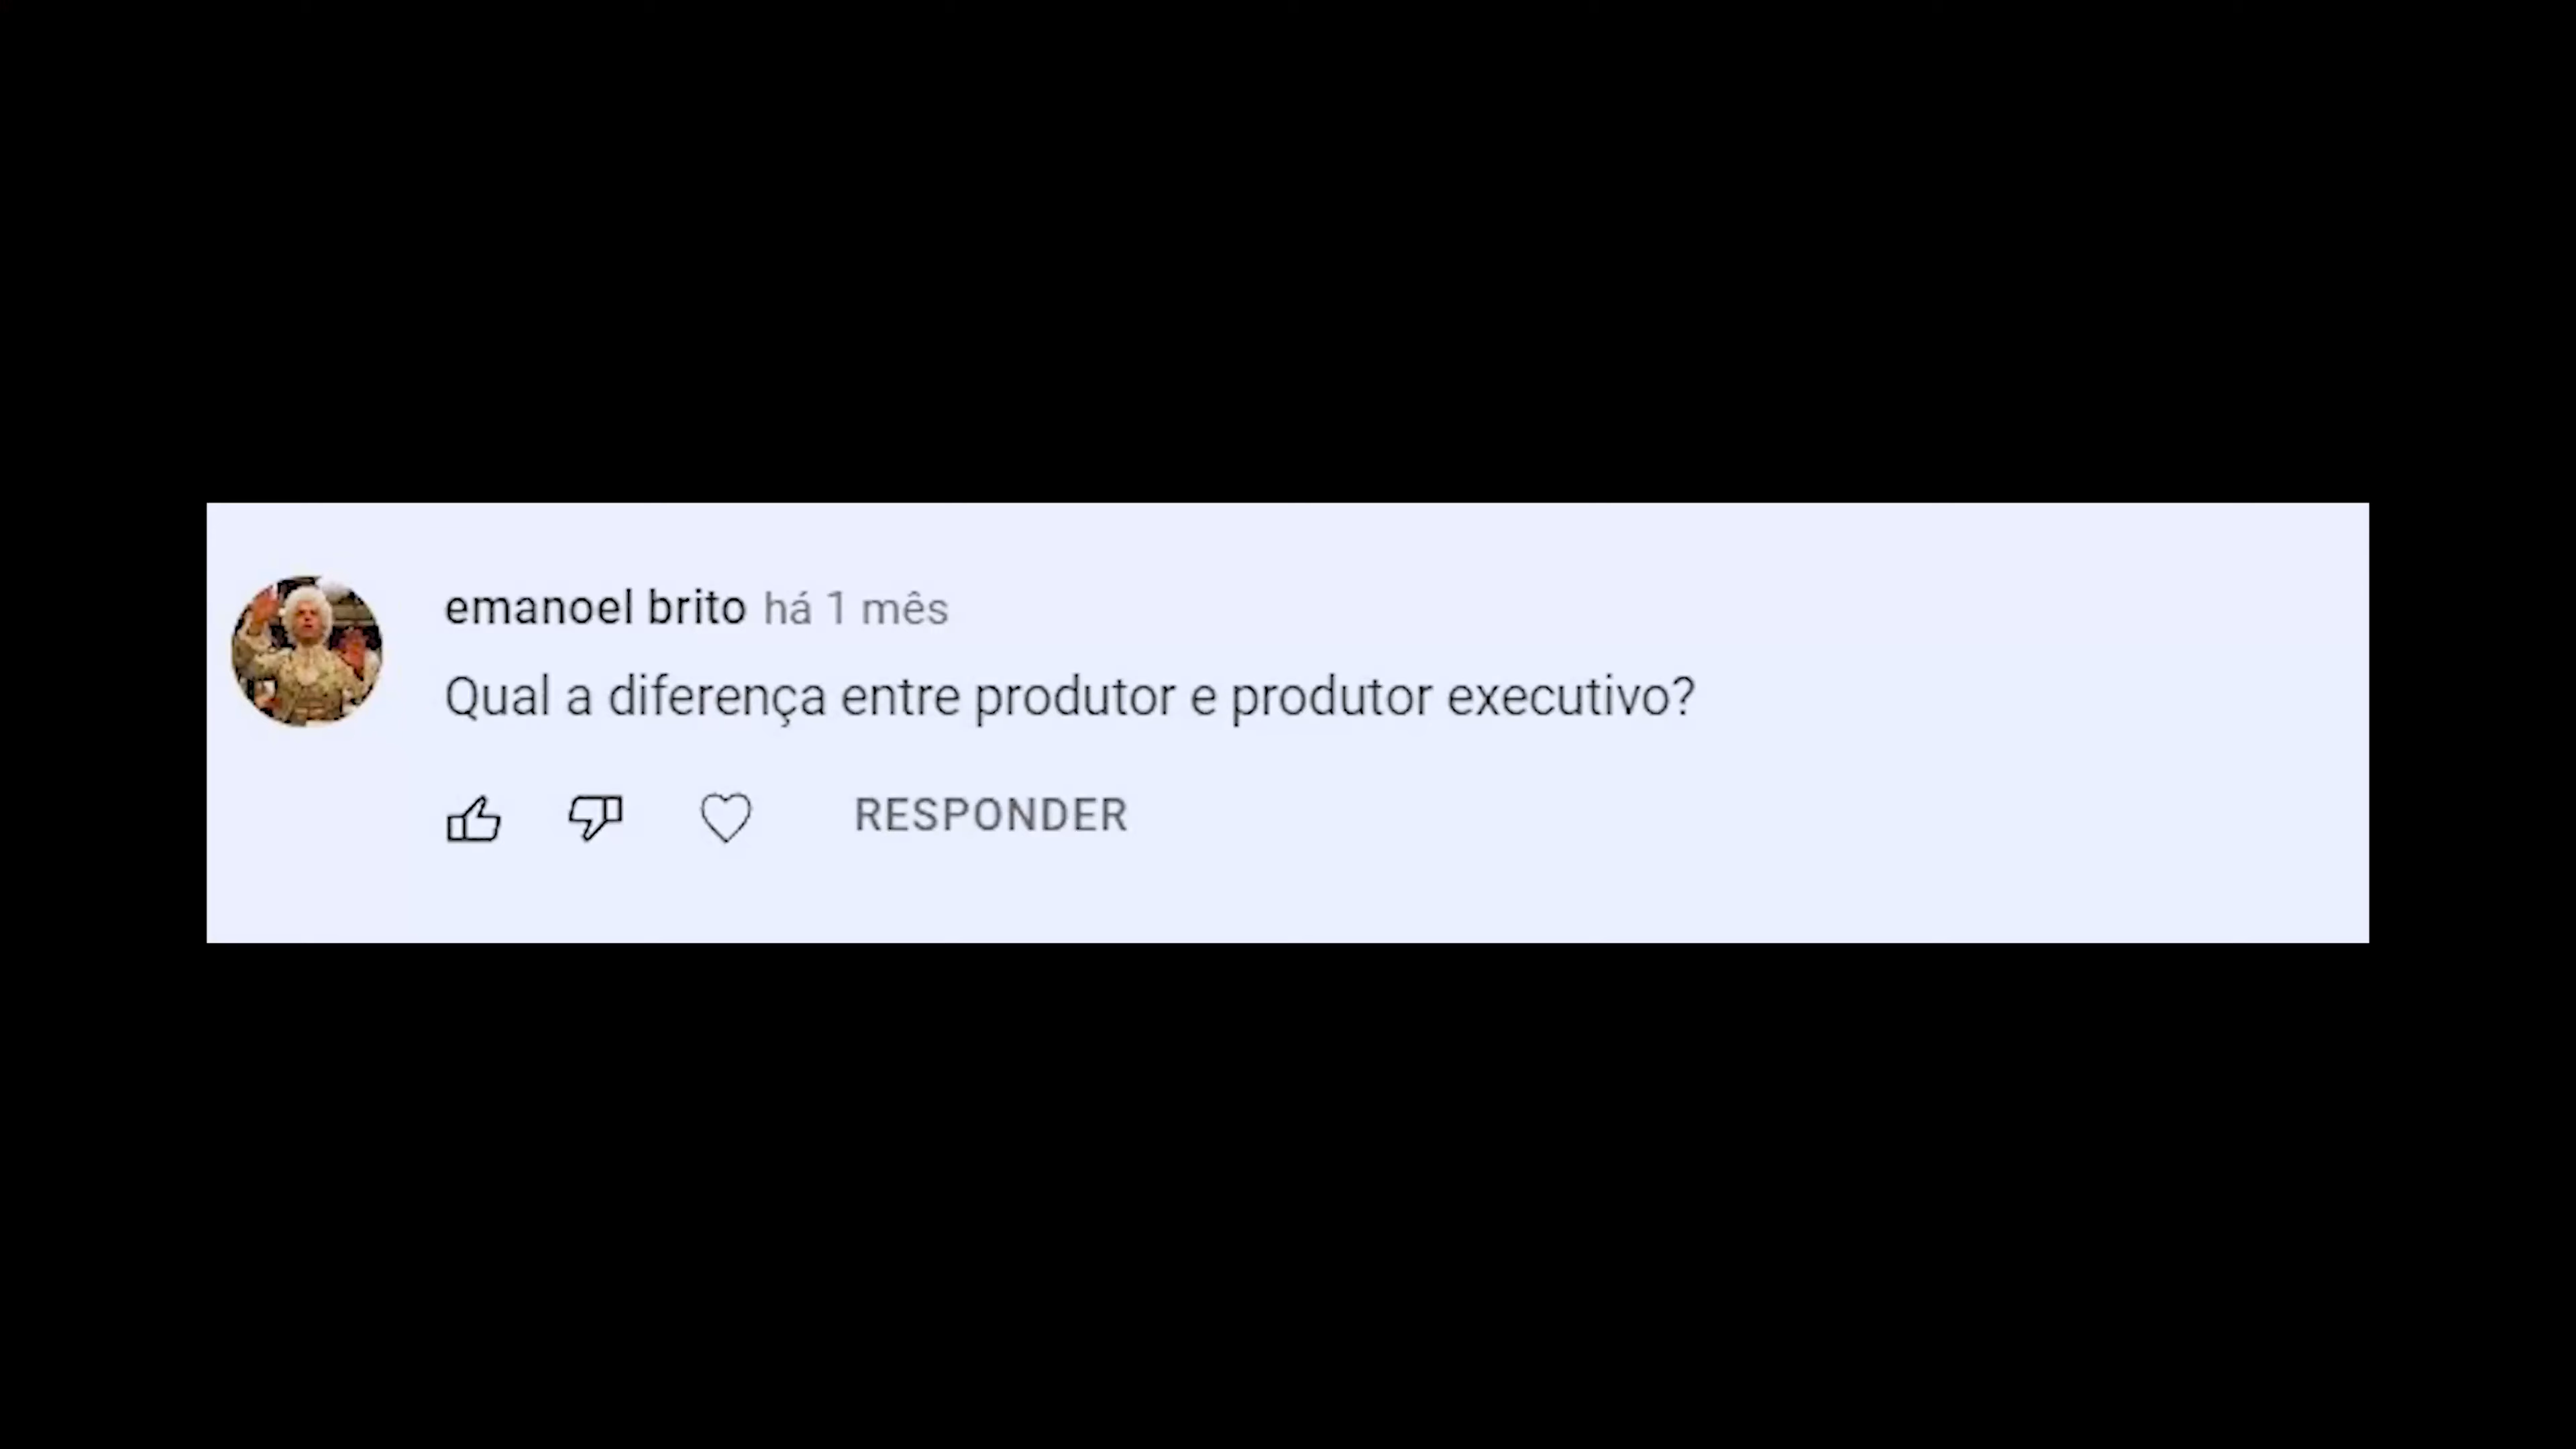 emanoel brito há 1 mês
Qual a diferença entre produtor e produtor executivo?
RESPONDER